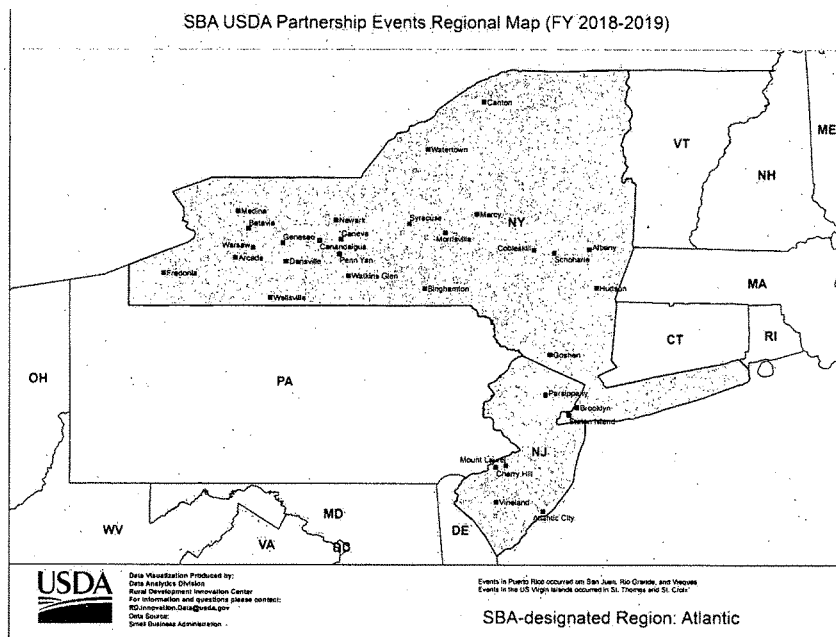 SBA USDA Partnership Events Regional Map (FY 2018-2019)
Canton
ME
Watertown
VT
NH
Medina
Newark
Syracuse
Marcy
NY
Batavia
Geneseo
Geneva
Morrisville
Warsaw
Canandaigua
Cobleskill
Albany
Schoharie
Arcade
Dansville
Penn Yan
Fredonia
Watkins Glen
Binghamton
Hudson
MA
Wellsville
CT
RI
Goshen
OH
PA
Parsippany
Brooklyn
Staten Island
NJ
Mount Laurel
Cherry Hill
Vineland
Atlantic City
WV
MD
VA
DE
USDA
Data Visualization Produced by:
Data Analytics Division
Rural Development Innovation Center
For information and questions please contact:
RD.Innovation.Data@usda.gov
Data Source:
Small Business Administration
Events in Puerto Rico occurred in San Juan, Rio Grande, and Vieques
Events in the US Virgin Islands occurred in St. Thomas and St. Croix
SBA-designated Region: Atlantic